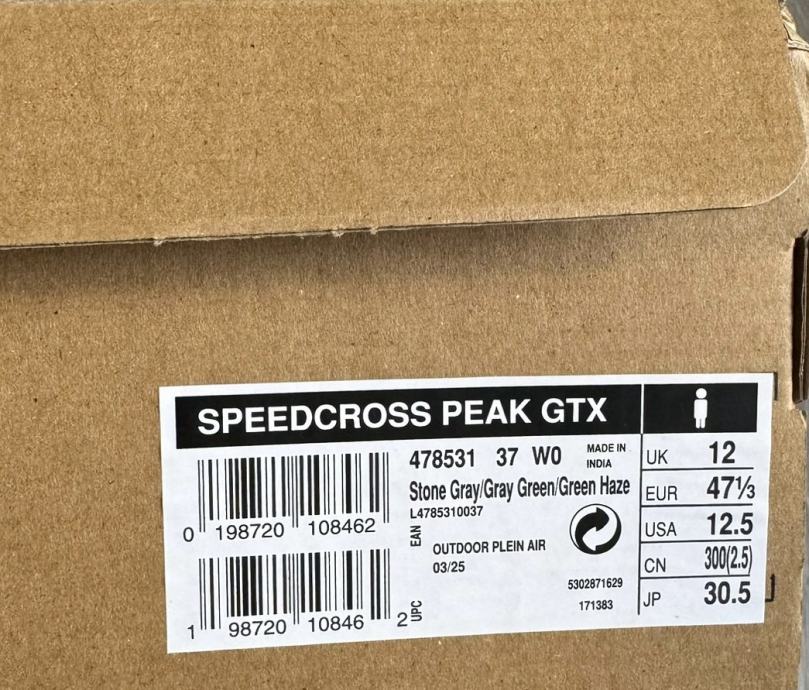 SPEEDCROSS PEAK GTX
478531 37 W0 MADE IN INDIA
Stone Gray/Gray Green/Green Haze
L4785310037
EAN
0 198720 108462
OUTDOOR PLEIN AIR
03/25
5302871629
171383
UPC
1 98720 10846 2
UK 12
EUR 47⅓
USA 12.5
CN 300(2.5)
JP 30.5